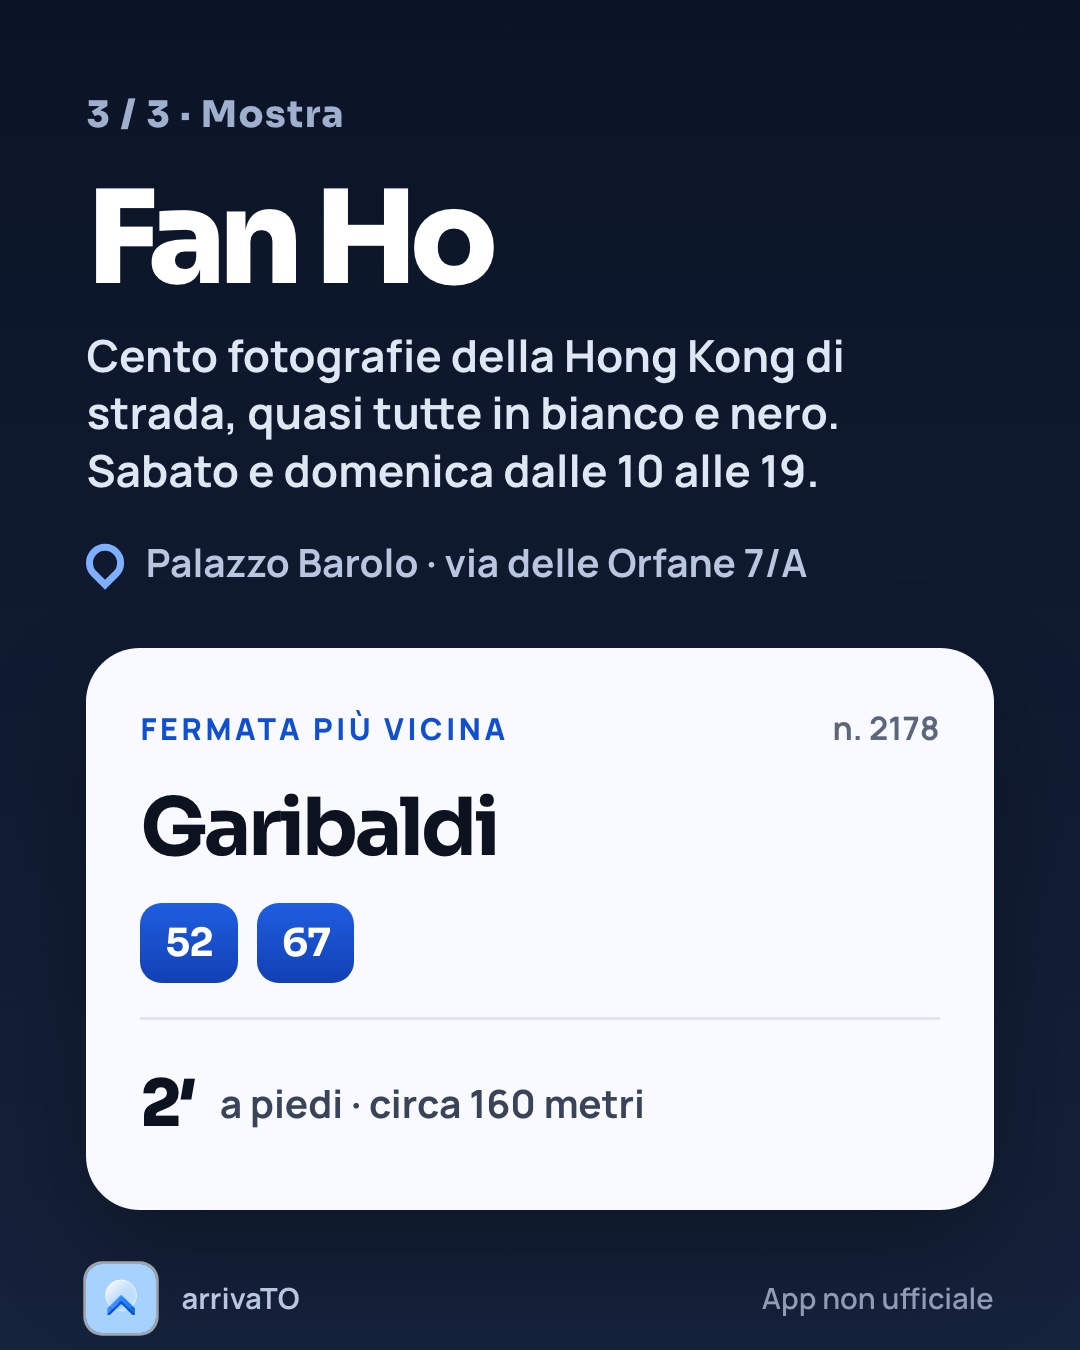 3 / 3 · Mostra
Fan Ho
Cento fotografie della Hong Kong di
strada, quasi tutte in bianco e nero.
Sabato e domenica dalle 10 alle 19.
Palazzo Barolo · via delle Orfane 7/A
FERMATA PIÙ VICINA n. 2178
Garibaldi
52 67
2′ a piedi · circa 160 metri
arrivaTO App non ufficiale